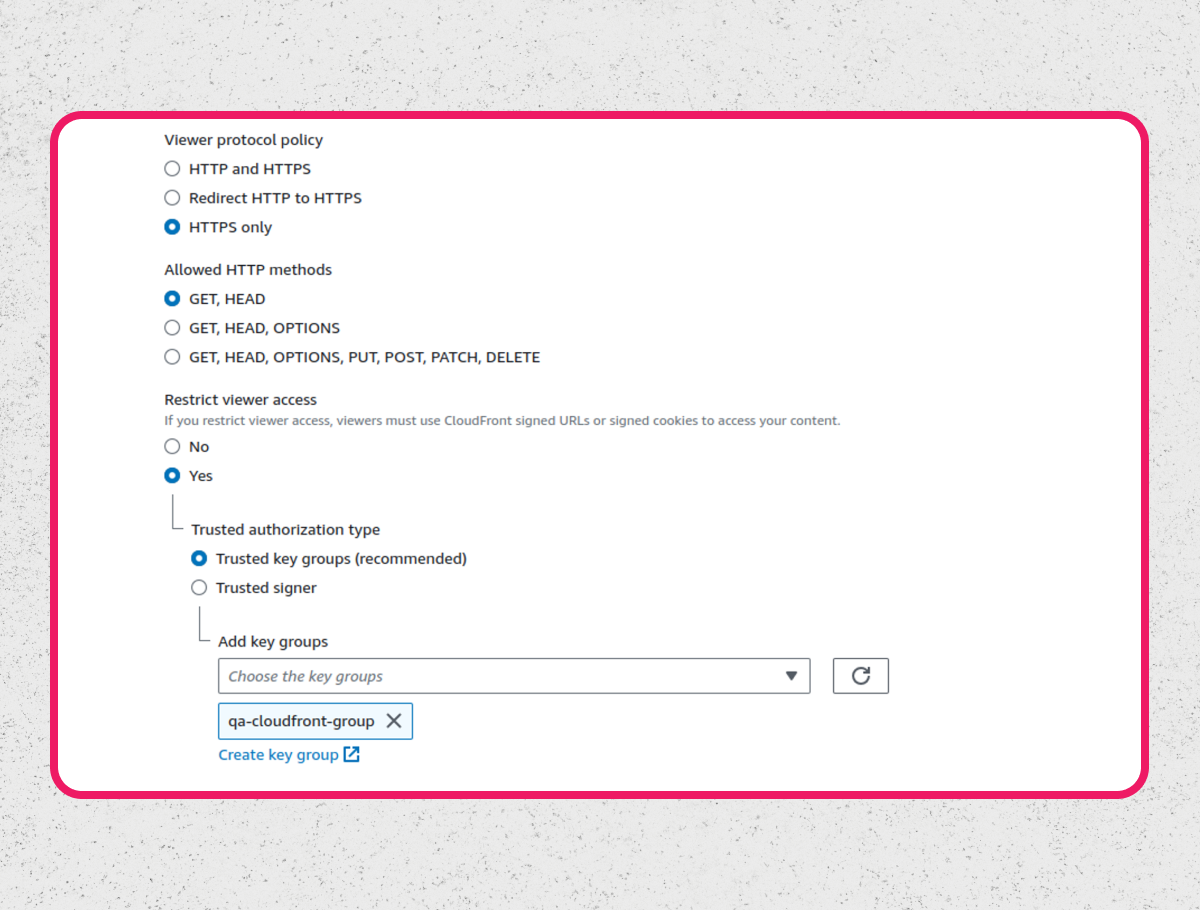 Viewer protocol policy
HTTP and HTTPS
Redirect HTTP to HTTPS
HTTPS only
Allowed HTTP methods
GET, HEAD
GET, HEAD, OPTIONS
GET, HEAD, OPTIONS, PUT, POST, PATCH, DELETE
Restrict viewer access
If you restrict viewer access, viewers must use CloudFront signed URLs or signed cookies to access your content.
No
Yes
Trusted authorization type
Trusted key groups (recommended)
Trusted signer
Add key groups
Choose the key groups
qa-cloudfront-group
Create key group